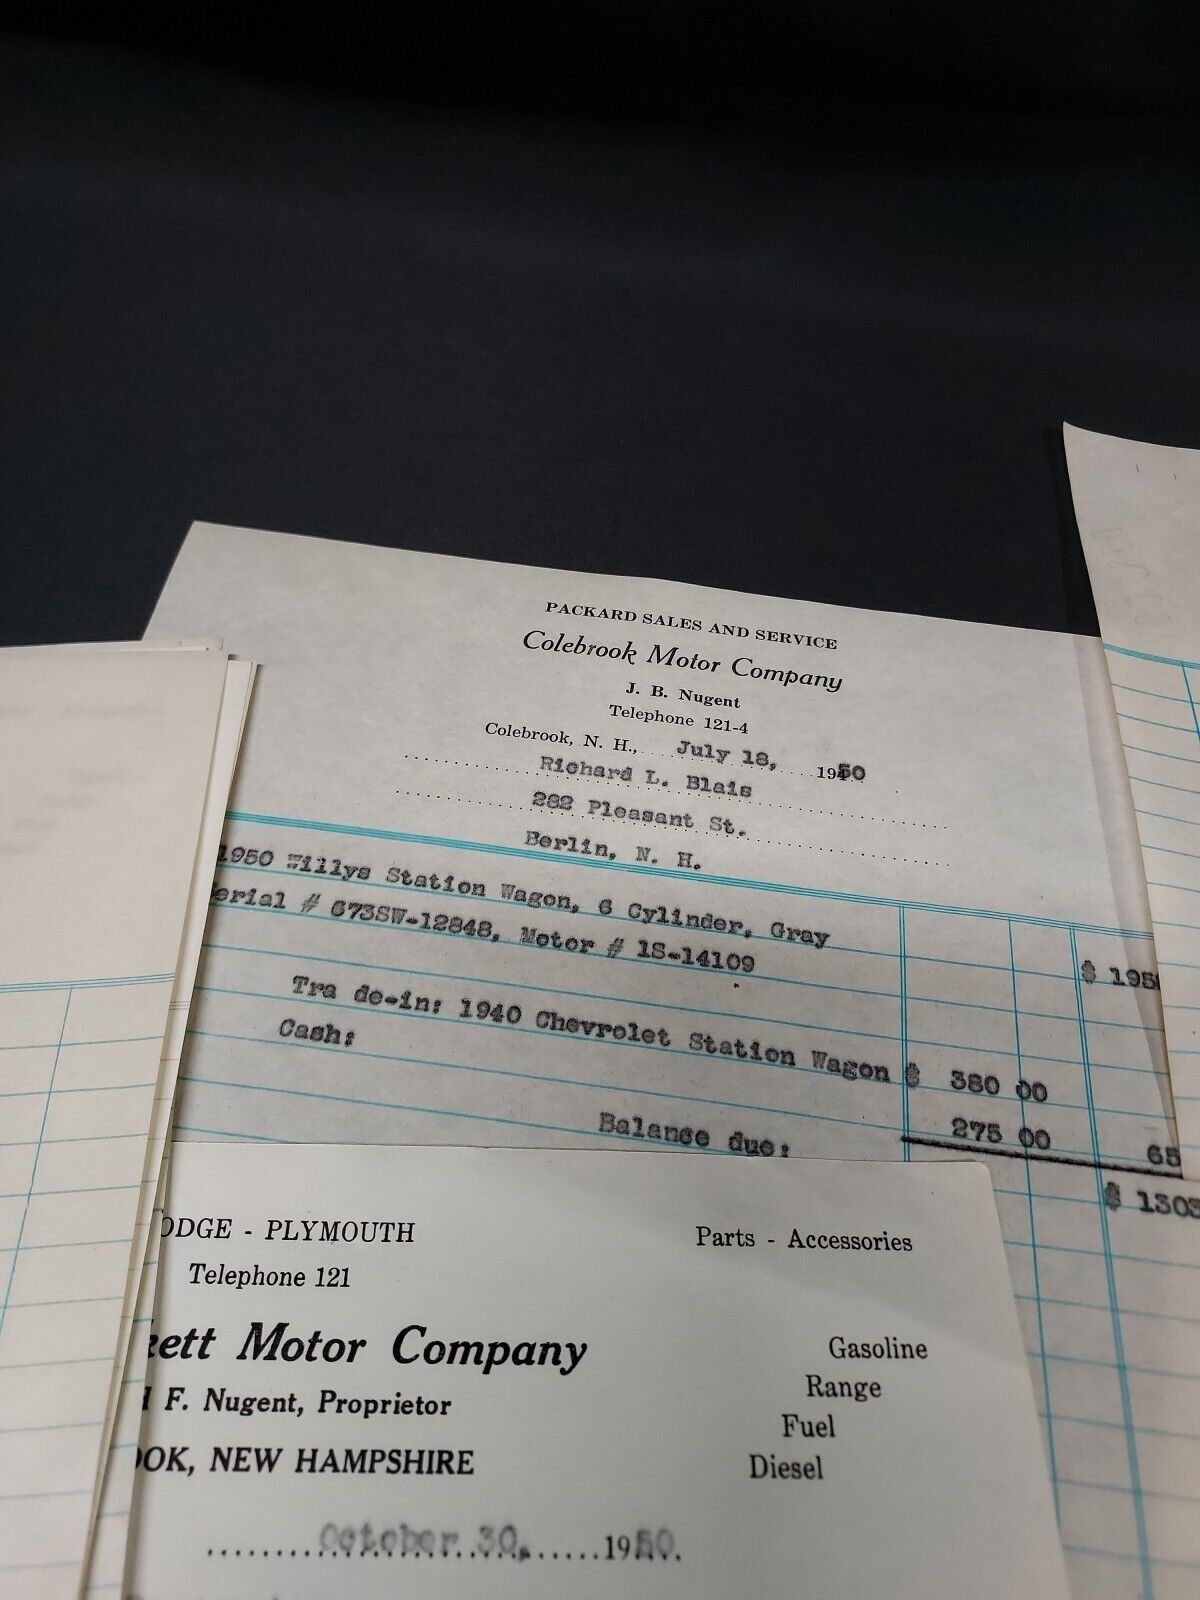 PACKARD SALES AND SERVICE
Colebrook Motor Company
J. B. Nugent
Telephone 121-4
Colebrook, N. H., July 18, 1950
Richard L. Blais
282 Pleasant St.
Berlin, N. H.
1950 Willys Station Wagon, 6 Cylinder, Gray
erial # 673SW-12848, Motor # 1S-14109
$ 195
Tra de-in: 1940 Chevrolet Station Wagon $ 380 00
Cash: 275 00 65
Balance due: $ 1303
ODGE - PLYMOUTH Parts - Accessories
Telephone 121
kett Motor Company Gasoline
F. Nugent, Proprietor Range
Fuel
OOK, NEW HAMPSHIRE Diesel
October 30, 1950.